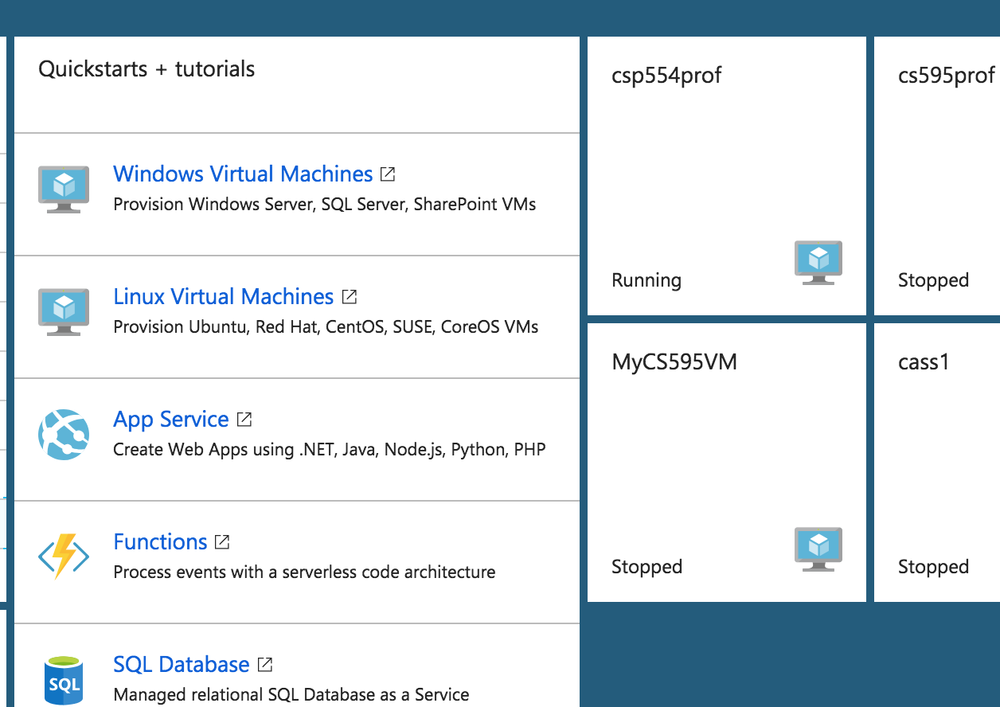 Quickstarts + tutorials
Windows Virtual Machines
Provision Windows Server, SQL Server, SharePoint VMs
Linux Virtual Machines
Provision Ubuntu, Red Hat, CentOS, SUSE, CoreOS VMs
App Service
Create Web Apps using .NET, Java, Node.js, Python, PHP
Functions
Process events with a serverless code architecture
SQL
SQL Database
Managed relational SQL Database as a Service
csp554prof
Running
cs595prof
Stopped
MyCS595VM
Stopped
cass1
Stopped